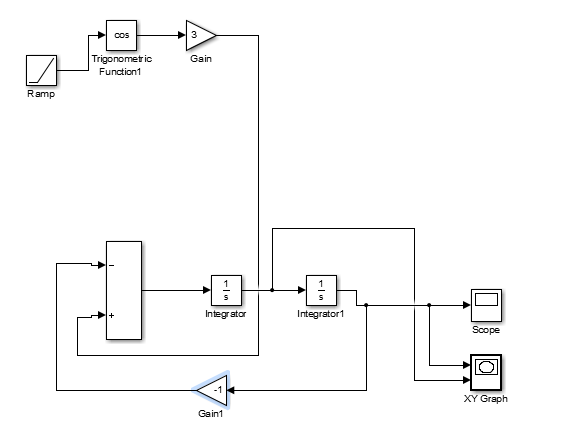 cos
3
Trigonometric
Function1
Gain
Ramp
−
+
1
s
Integrator
1
s
Integrator1
Scope
-1
Gain1
XY Graph